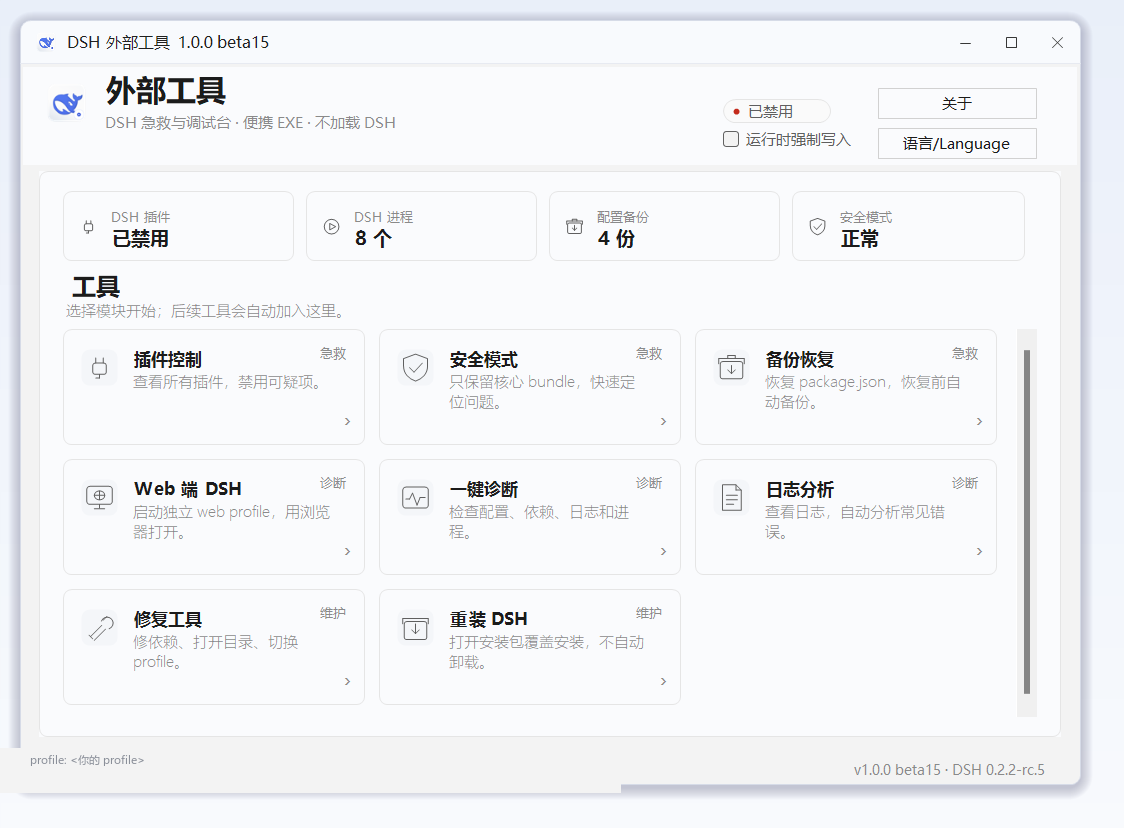 DSH 外部工具 1.0.0 beta15
外部工具
DSH 急救与调试台 · 便携 EXE · 不加载 DSH
已禁用
运行时强制写入
关于
语言/Language
DSH 插件
已禁用
DSH 进程
8 个
配置备份
4 份
安全模式
正常
工具
选择模块开始；后续工具会自动加入这里。
插件控制
急救
查看所有插件，禁用可疑项。
安全模式
急救
只保留核心 bundle，快速定
位问题。
备份恢复
急救
恢复 package.json，恢复前自
动备份。
Web 端 DSH
诊断
启动独立 web profile，用浏览
器打开。
一键诊断
诊断
检查配置、依赖、日志和进
程。
日志分析
诊断
查看日志，自动分析常见错
误。
修复工具
维护
修依赖、打开目录、切换
profile。
重装 DSH
维护
打开安装包覆盖安装，不自动
卸载。
profile: <你的 profile>
v1.0.0 beta15 · DSH 0.2.2-rc.5